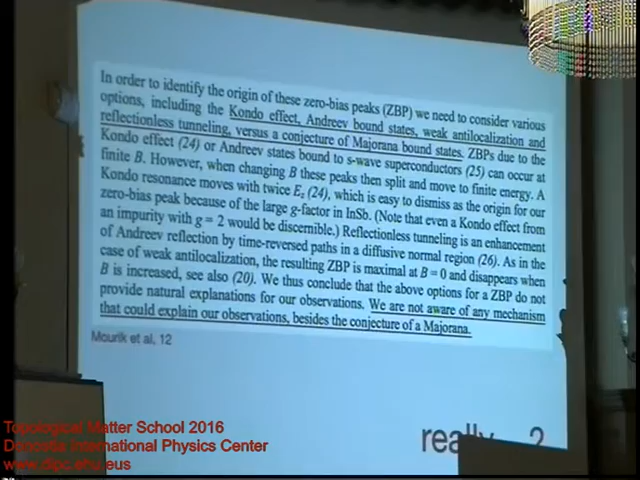 In order to identify the origin of these zero-bias peaks (ZBP) we need to consider various
options, including the Kondo effect, Andreev bound states, weak antilocalization and
reflectionless tunneling, versus a conjecture of Majorana bound states. ZBPs due to the
Kondo effect (24) or Andreev states bound to s-wave superconductors (25) can occur at
finite B. However, when changing B these peaks then split and move to finite energy. A
Kondo resonance moves with twice E_z (24), which is easy to dismiss as the origin for our
zero-bias peak because of the large g-factor in InSb. (Note that even a Kondo effect from
an impurity with g = 2 would be discernible.) Reflectionless tunneling is an enhancement
of Andreev reflection by time-reversed paths in a diffusive normal region (26). As in the
case of weak antilocalization, the resulting ZBP is maximal at B = 0 and disappears when
B is increased, see also (20). We thus conclude that the above options for a ZBP do not
provide natural explanations for our observations. We are not aware of any mechanism
that could explain our observations, besides the conjecture of a Majorana.
Mourik et al, 12
really ?
Topological Matter School 2016
Donostia International Physics Center
www.dipc.ehu.eus